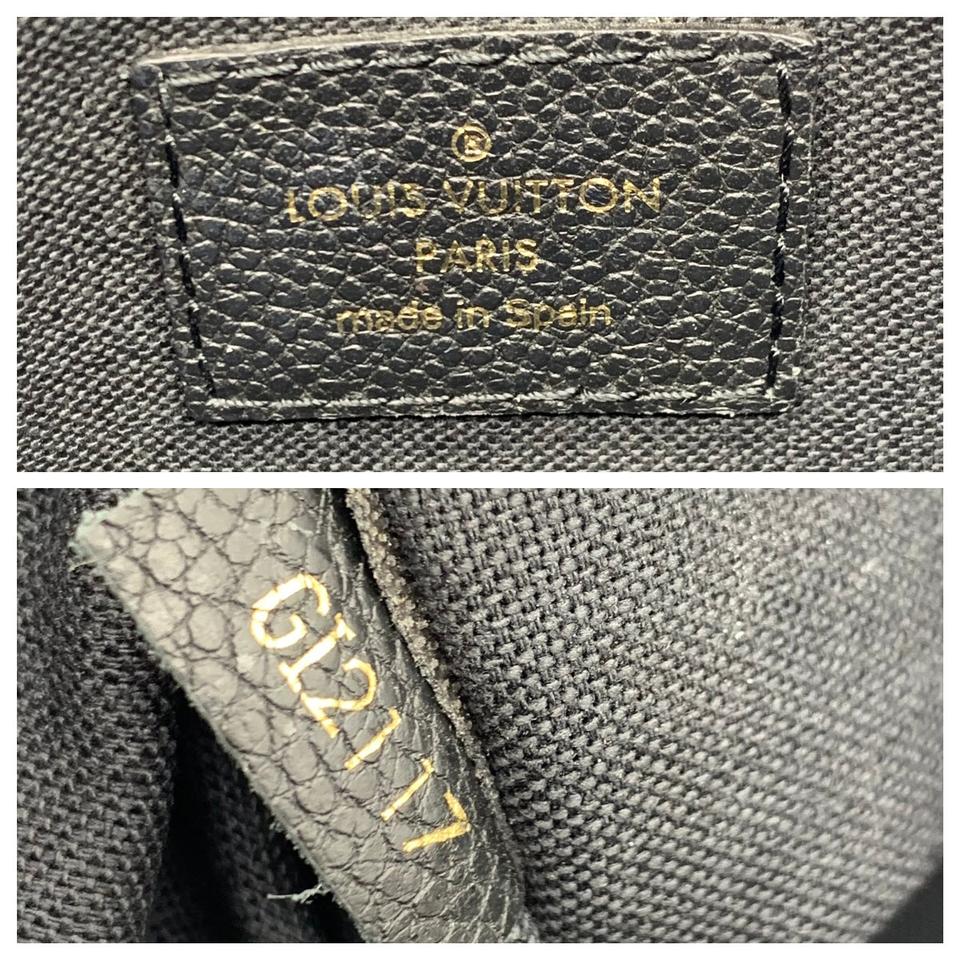 ®
LOUIS VUITTON
PARIS
made in Spain
GI2117